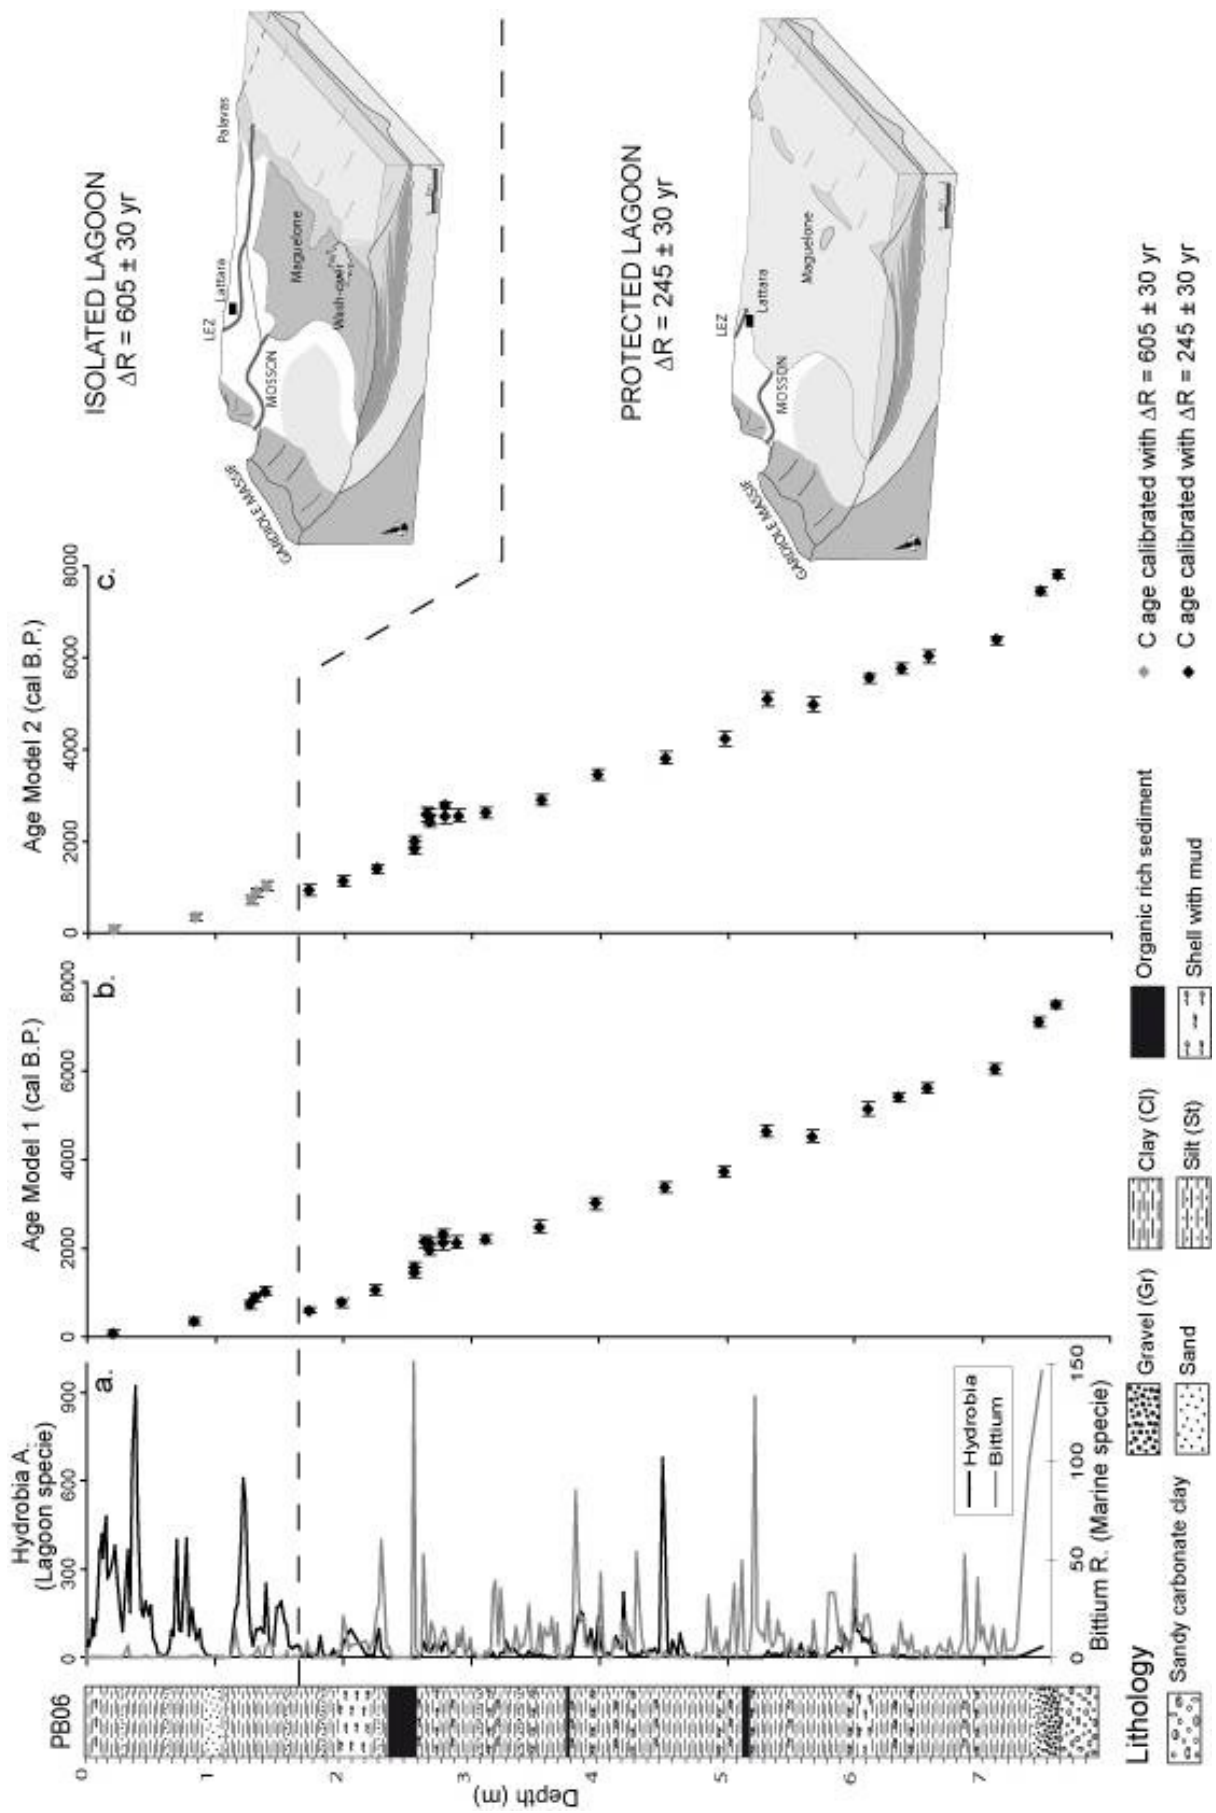 PB06
Depth (m)
0
1
2
3
4
5
6
7
Hydrobia A.
(Lagoon specie)
0
300
600
900
a.
Hydrobia
Bittium
0
50
100
150
Bittium R. (Marine specie)
Age Model 1 (cal B.P.)
0
2000
4000
6000
8000
b.
Age Model 2 (cal B.P.)
0
2000
4000
6000
8000
c.
ISOLATED LAGOON
ΔR = 605 ± 30 yr
GARDIOLE MASSIF
MOSSON
LEZ
Lattara
Palavas
Maguelone
Wash-over
PROTECTED LAGOON
ΔR = 245 ± 30 yr
GARDIOLE MASSIF
MOSSON
LEZ
Lattara
Maguelone
Lithology
Sandy carbonate clay
Gravel (Gr)
Sand
Clay (Cl)
Silt (St)
Organic rich sediment
Shell with mud
C age calibrated with ΔR = 605 ± 30 yr
C age calibrated with ΔR = 245 ± 30 yr